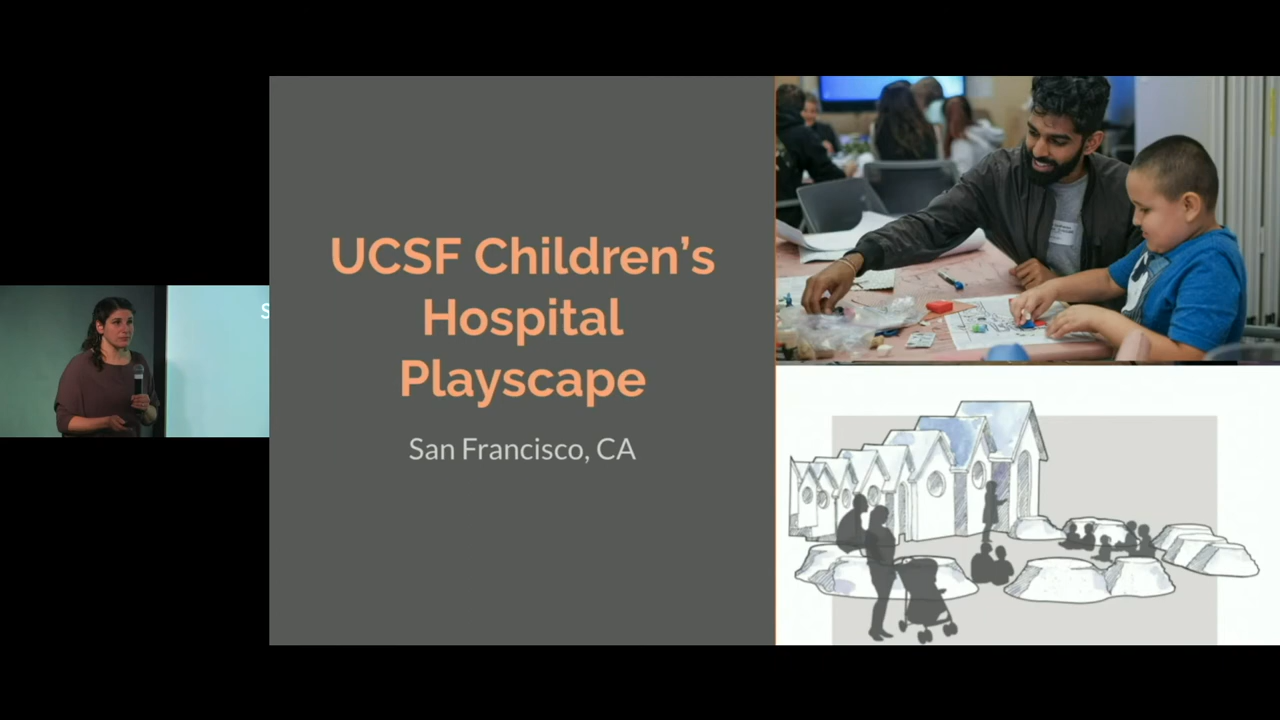 UCSF Children’s
Hospital
Playscape
San Francisco, CA
S